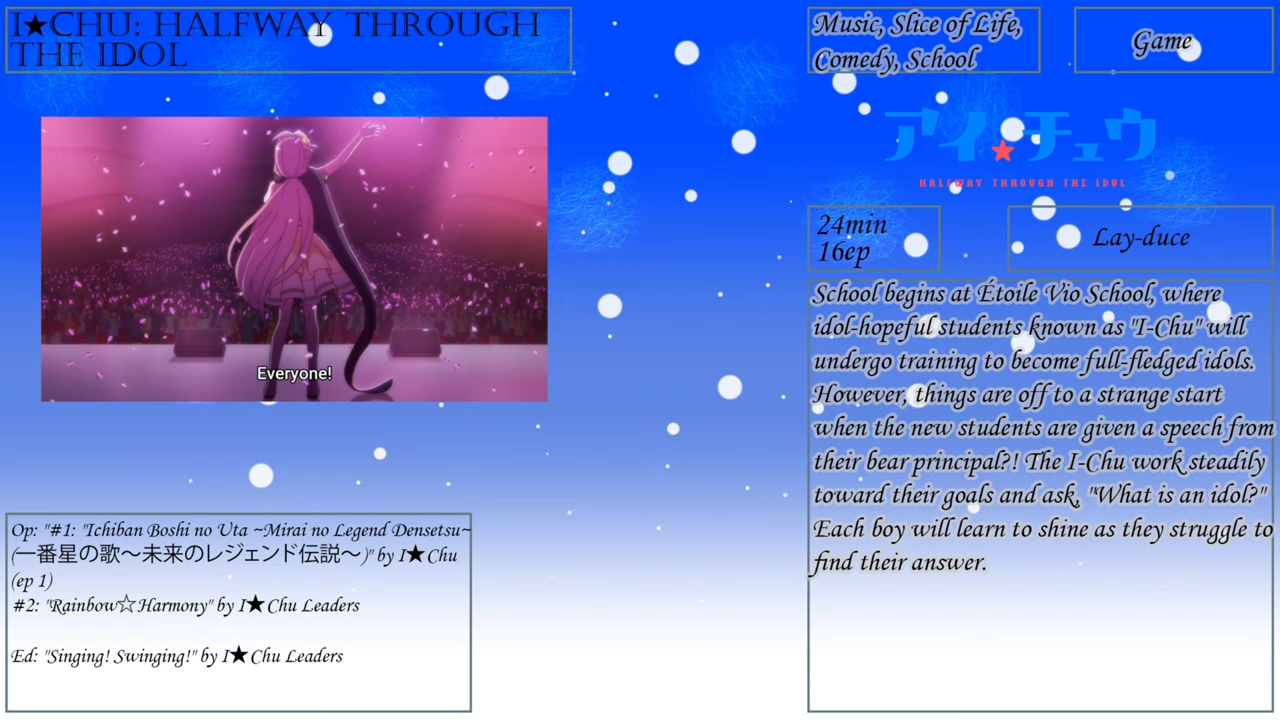 I★CHU: HALFWAY THROUGH
THE IDOL
Music, Slice of Life,
Comedy, School
Game
アイ★チュウ
HALFWAY THROUGH THE IDOL
24min
16ep
Lay-duce
Everyone!
School begins at Étoile Vio School, where
idol-hopeful students known as "I-Chu" will
undergo training to become full-fledged idols.
However, things are off to a strange start
when the new students are given a speech from
their bear principal?! The I-Chu work steadily
toward their goals and ask, "What is an idol?"
Each boy will learn to shine as they struggle to
find their answer.
Op: "#1: "Ichiban Boshi no Uta ~Mirai no Legend Densetsu~
(一番星の歌〜未来のレジェンド伝説〜)" by I★Chu
(ep 1)
#2: "Rainbow☆Harmony" by I★Chu Leaders
Ed: "Singing! Swinging!" by I★Chu Leaders